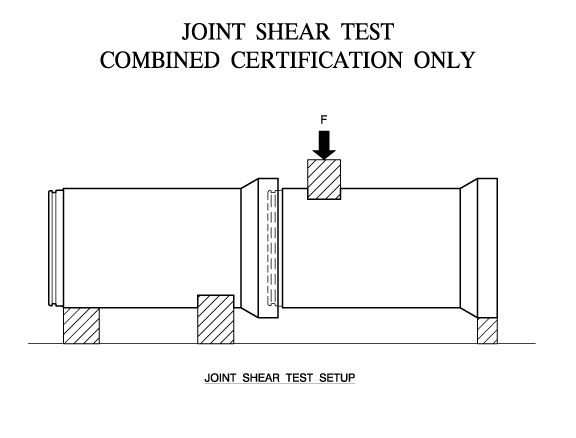 JOINT SHEAR TEST
COMBINED CERTIFICATION ONLY
F
JOINT SHEAR TEST SETUP